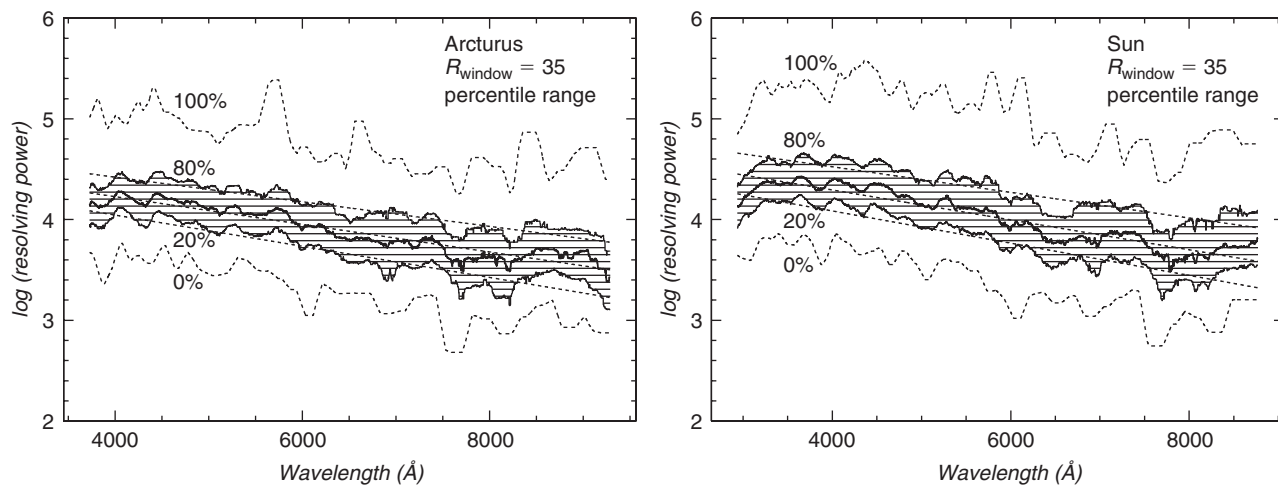 6
5
4
3
2
log (resolving power)
Arcturus
R_window = 35
percentile range
100%
80%
20%
0%
4000 6000 8000
Wavelength (Å)
6
5
4
3
2
log (resolving power)
Sun
R_window = 35
percentile range
100%
80%
20%
0%
4000 6000 8000
Wavelength (Å)